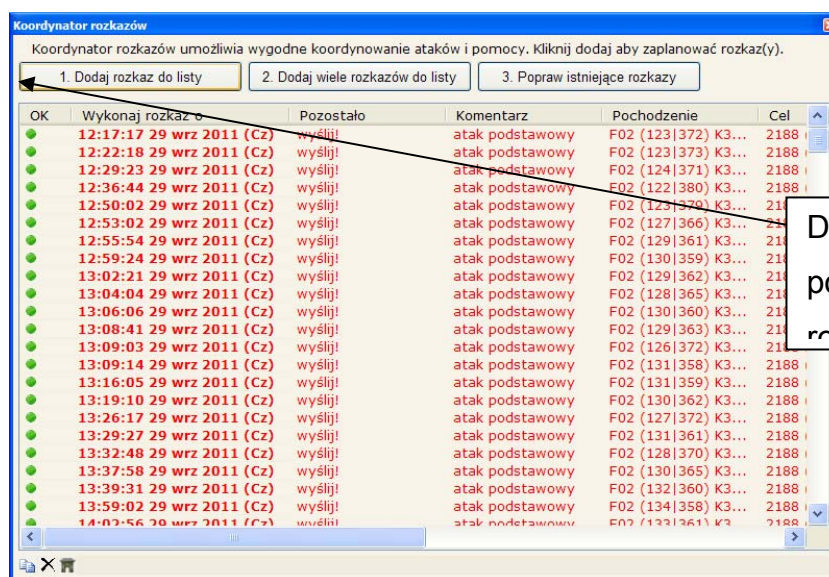 Koordynator rozkazów
Koordynator rozkazów umożliwia wygodne koordynowanie ataków i pomocy. Kliknij dodaj aby zaplanować rozkaz(y).
1. Dodaj rozkaz do listy 2. Dodaj wiele rozkazów do listy 3. Popraw istniejące rozkazy
OK Wykonaj rozkaz o Pozostało Komentarz Pochodzenie Cel
12:17:17 29 wrz 2011 (Cz) wyślij! atak podstawowy F02 (123|372) K3... 2188
12:22:18 29 wrz 2011 (Cz) wyślij! atak podstawowy F02 (123|373) K3... 2188
12:29:23 29 wrz 2011 (Cz) wyślij! atak podstawowy F02 (124|371) K3... 2188
12:36:44 29 wrz 2011 (Cz) wyślij! atak podstawowy F02 (122|380) K3... 2188
12:50:02 29 wrz 2011 (Cz) wyślij! atak podstawowy F02 (123|379) K3...
12:53:02 29 wrz 2011 (Cz) wyślij! atak podstawowy F02 (127|366) K3...
12:55:54 29 wrz 2011 (Cz) wyślij! atak podstawowy F02 (129|361) K3...
12:59:24 29 wrz 2011 (Cz) wyślij! atak podstawowy F02 (130|359) K3...
13:02:21 29 wrz 2011 (Cz) wyślij! atak podstawowy F02 (129|362) K3...
13:04:04 29 wrz 2011 (Cz) wyślij! atak podstawowy F02 (128|365) K3...
13:06:06 29 wrz 2011 (Cz) wyślij! atak podstawowy F02 (130|360) K3...
13:08:41 29 wrz 2011 (Cz) wyślij! atak podstawowy F02 (129|363) K3...
13:09:03 29 wrz 2011 (Cz) wyślij! atak podstawowy F02 (126|372) K3...
13:09:14 29 wrz 2011 (Cz) wyślij! atak podstawowy F02 (131|358) K3... 2188
13:16:05 29 wrz 2011 (Cz) wyślij! atak podstawowy F02 (131|359) K3... 2188
13:19:10 29 wrz 2011 (Cz) wyślij! atak podstawowy F02 (130|362) K3... 2188
13:26:17 29 wrz 2011 (Cz) wyślij! atak podstawowy F02 (127|372) K3... 2188
13:29:27 29 wrz 2011 (Cz) wyślij! atak podstawowy F02 (131|361) K3... 2188
13:32:48 29 wrz 2011 (Cz) wyślij! atak podstawowy F02 (128|370) K3... 2188
13:37:58 29 wrz 2011 (Cz) wyślij! atak podstawowy F02 (130|365) K3... 2188
13:39:31 29 wrz 2011 (Cz) wyślij! atak podstawowy F02 (132|360) K3... 2188
13:59:02 29 wrz 2011 (Cz) wyślij! atak podstawowy F02 (134|358) K3... 2188
14:02:56 29 wrz 2011 (Cz) wyślij! atak podstawowy F02 (133|361) K3... 2188